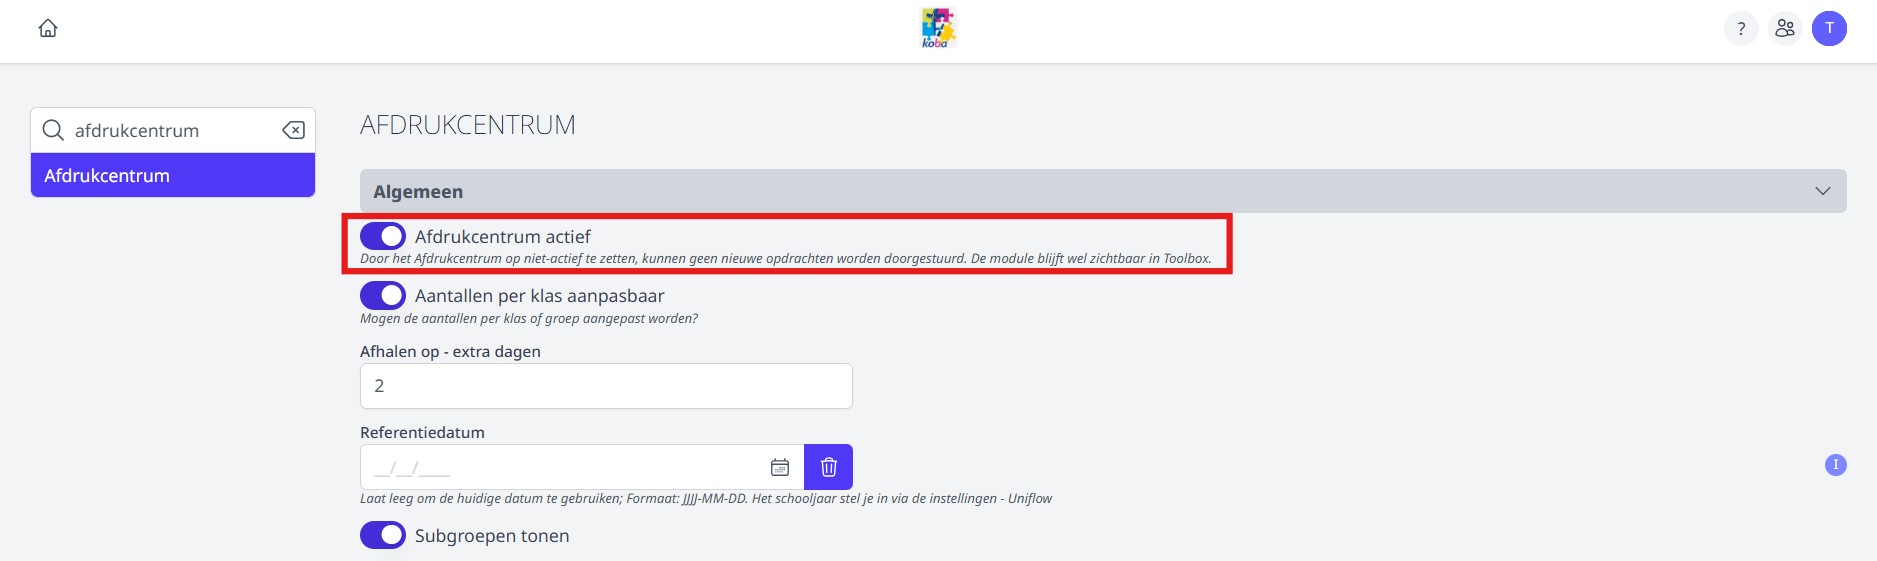 koba
?
T
afdrukcentrum
Afdrukcentrum
AFDRUKCENTRUM
Algemeen
Afdrukcentrum actief
Door het Afdrukcentrum op niet-actief te zetten, kunnen geen nieuwe opdrachten worden doorgestuurd. De module blijft wel zichtbaar in Toolbox.
Aantallen per klas aanpasbaar
Mogen de aantallen per klas of groep aangepast worden?
Afhalen op - extra dagen
2
Referentiedatum
__/__/____
I
Laat leeg om de huidige datum te gebruiken; Formaat: JJJJ-MM-DD. Het schooljaar stel je in via de instellingen - Uniflow
Subgroepen tonen